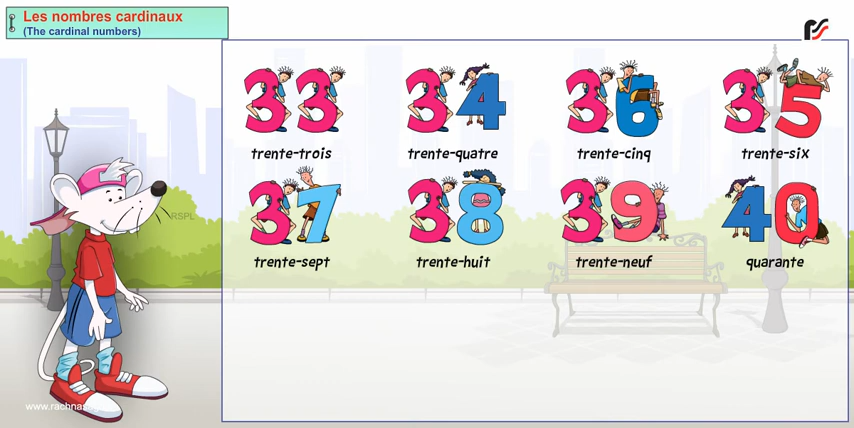 Les nombres cardinaux
(The cardinal numbers)
33 34 36 35
trente-trois trente-quatre trente-cinq trente-six
RSPL
37 38 39 40
trente-sept trente-huit trente-neuf quarante